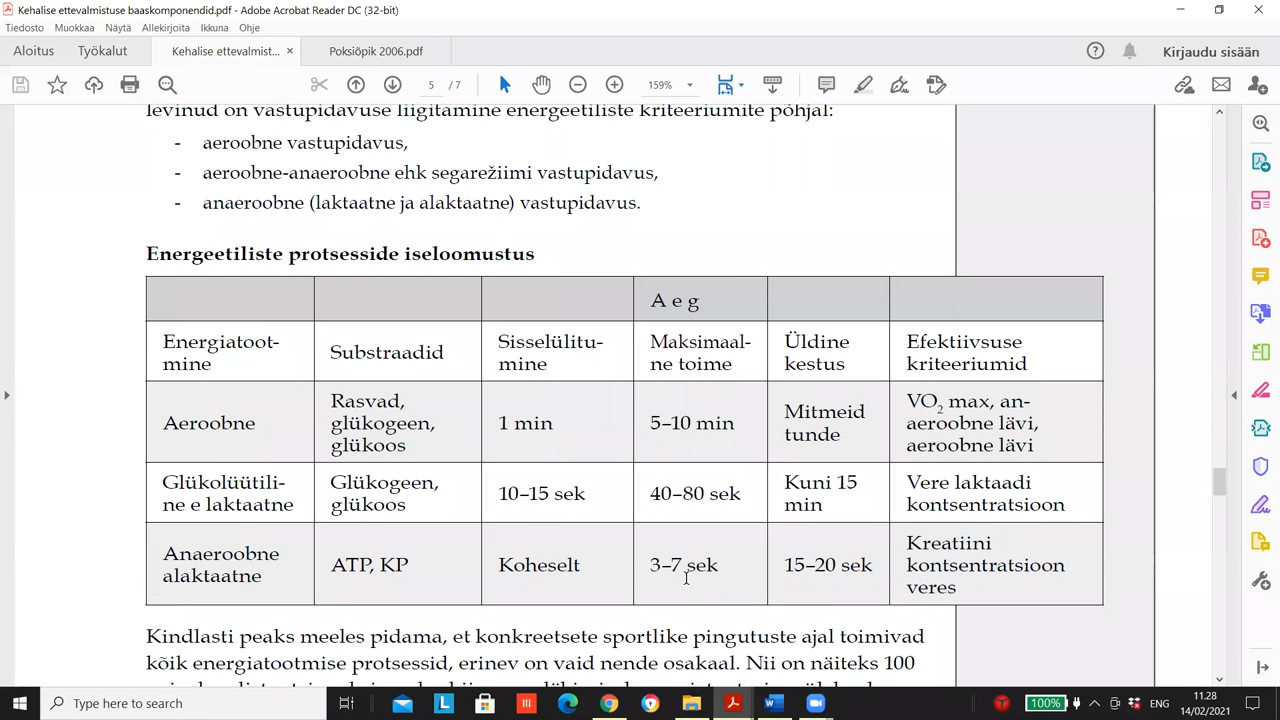 Kehalise ettevalmistuse baaskomponendid.pdf - Adobe Acrobat Reader DC (32-bit)
Tiedosto Muokkaa Näytä Allekirjoita Ikkuna Ohje
Aloitus Työkalut Kehalise ettevalmist... × Poksiõpik 2006.pdf Kirjaudu sisään
5 / 7 159%
levinud on vastupidavuse liigitamine energeetiliste kriteeriumite põhjal:
- aeroobne vastupidavus,
- aeroobne-anaeroobne ehk segarežiimi vastupidavus,
- anaeroobne (laktaatne ja alaktaatne) vastupidavus.
Energeetiliste protsesside iseloomustus
A e g
Energiatoot-
mine
Substraadid
Sisselülitu-
mine
Maksimaal-
ne toime
Üldine
kestus
Efektiivsuse
kriteeriumid
Aeroobne
Rasvad,
glükogeen,
glükoos
1 min
5–10 min
Mitmeid
tunde
VO2 max, an-
aeroobne lävi,
aeroobne lävi
Glükolüütili-
ne e laktaatne
Glükogeen,
glükoos
10–15 sek
40–80 sek
Kuni 15
min
Vere laktaadi
kontsentratsioon
Anaeroobne
alaktaatne
ATP, KP
Koheselt
3–7 sek
15–20 sek
Kreatiini
kontsentratsioon
veres
Kindlasti peaks meeles pidama, et konkreetsete sportlike pingutuste ajal toimivad
kõik energiatootmise protsessid, erinev on vaid nende osakaal. Nii on näiteks 100
Type here to search
100%
ENG
11.28
14/02/2021